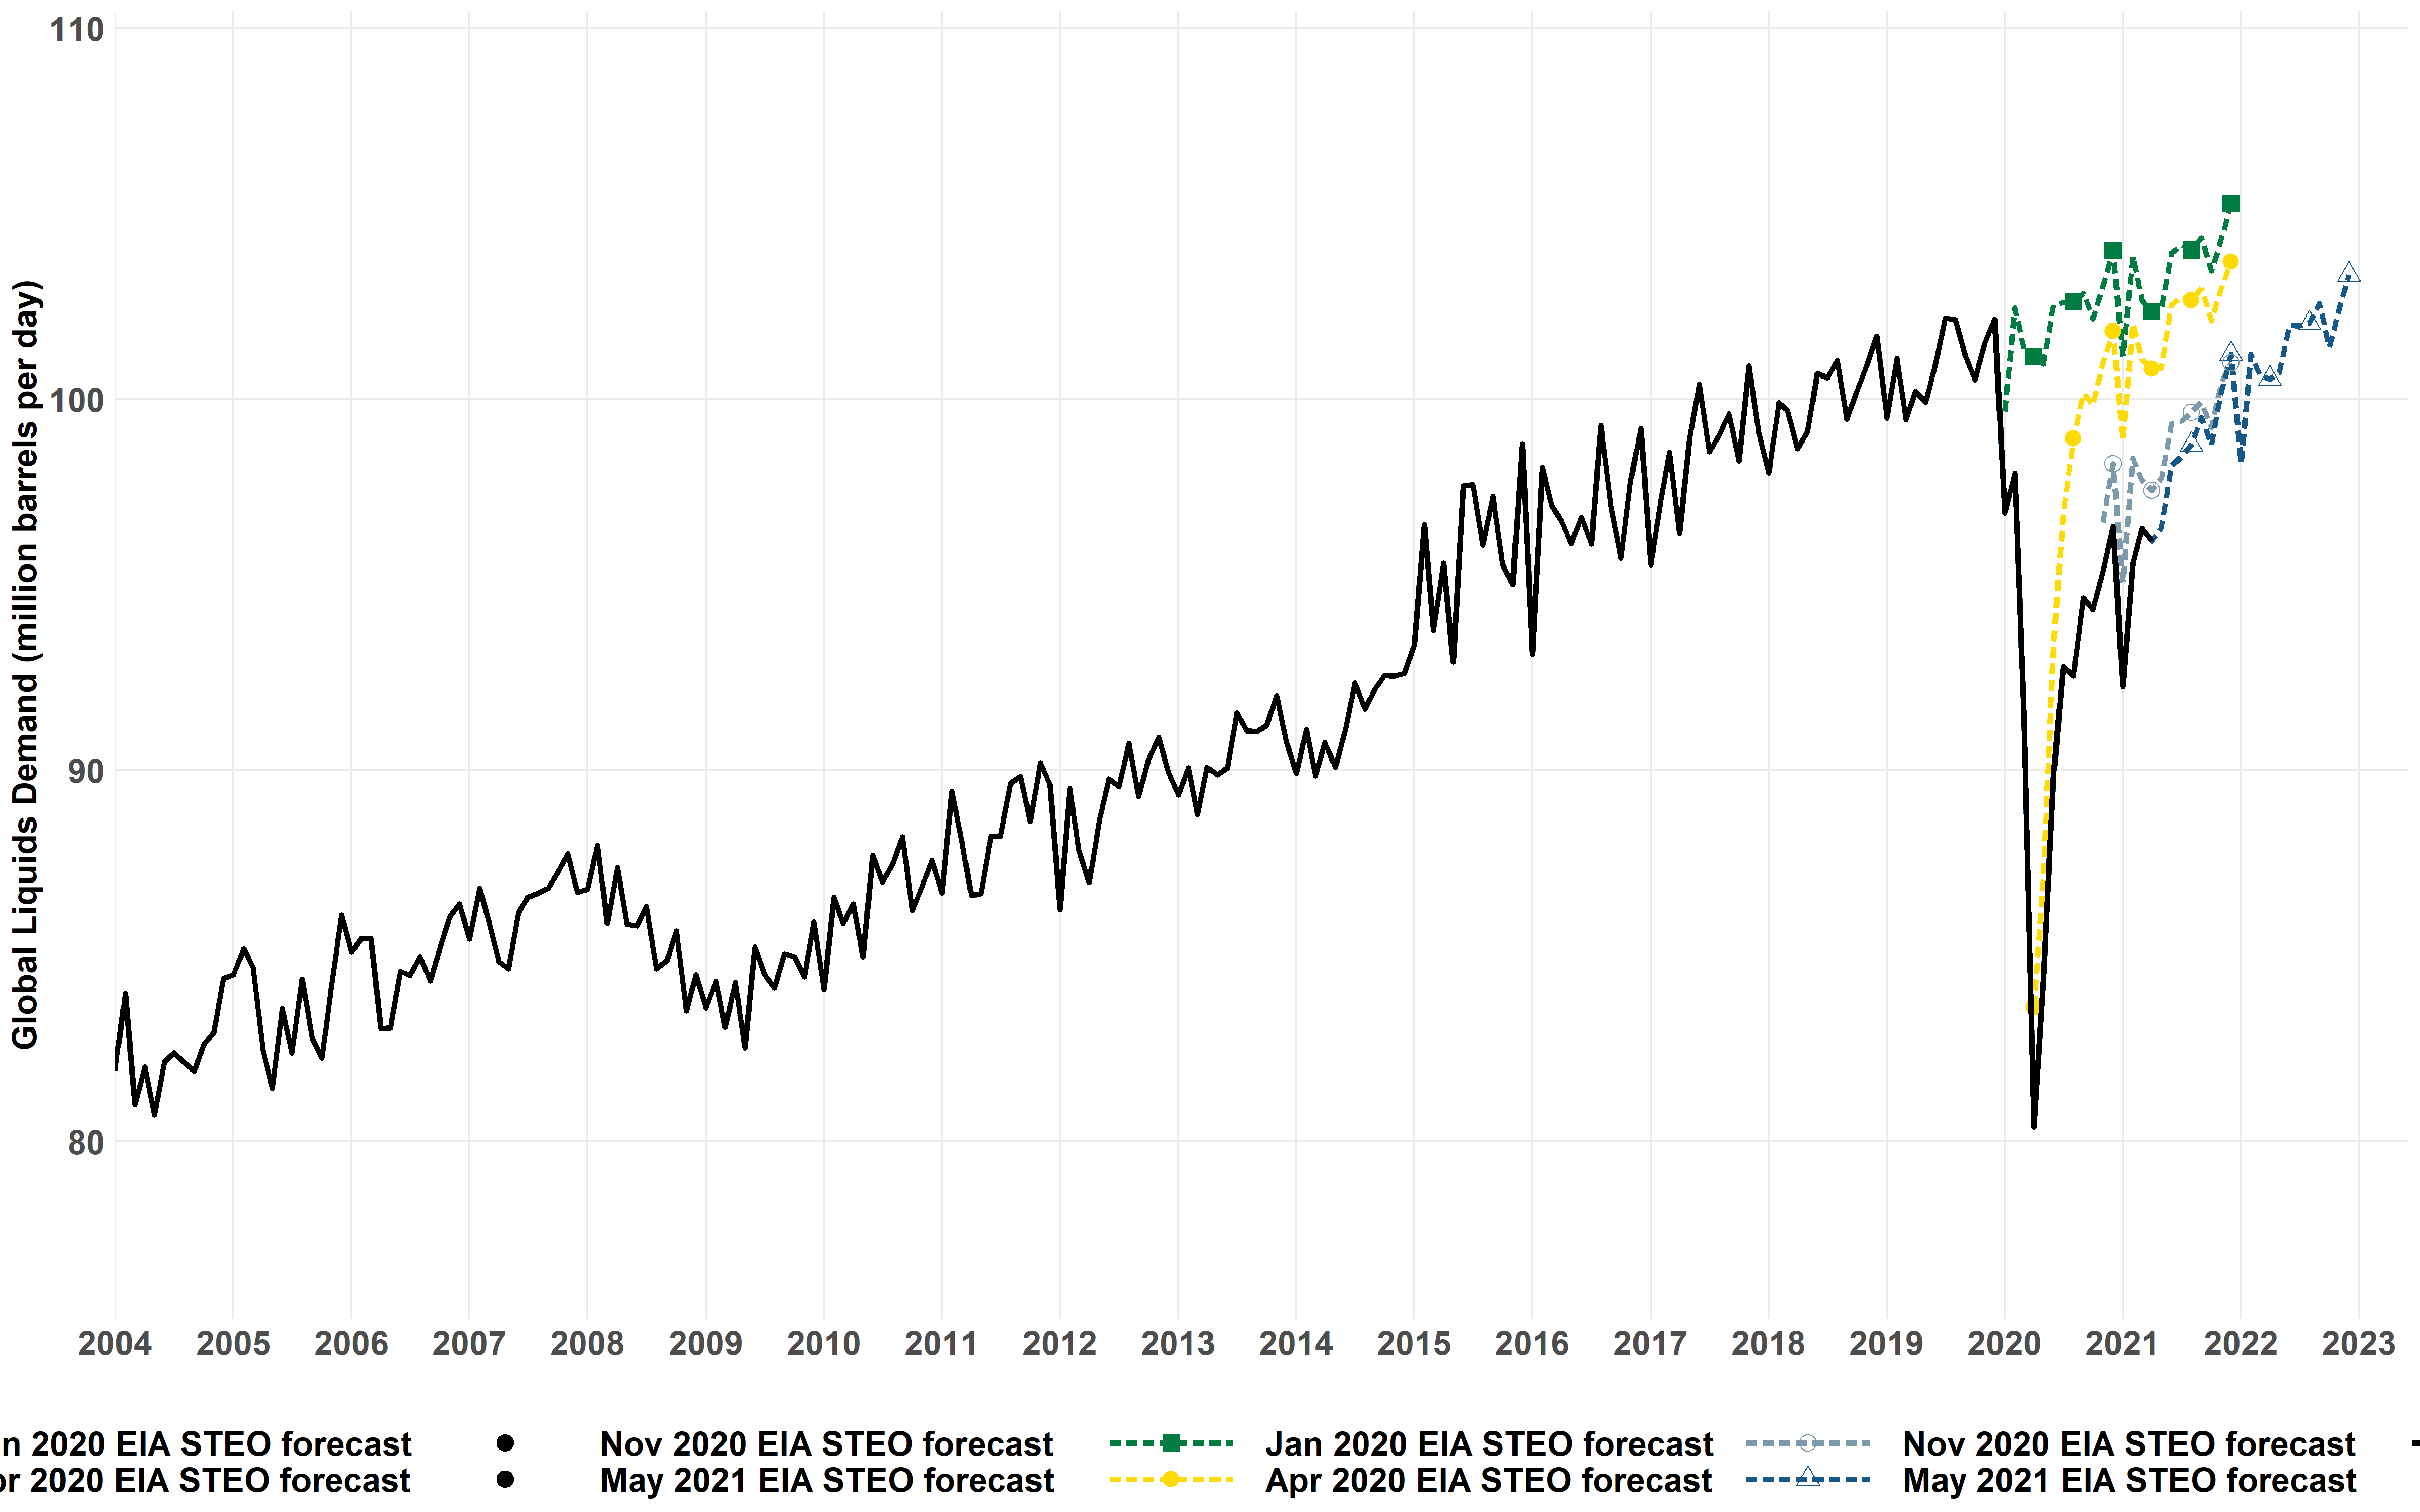 110
100
90
80
Global Liquids Demand (million barrels per day)
2004 2005 2006 2007 2008 2009 2010 2011 2012 2013 2014 2015 2016 2017 2018 2019 2020 2021 2022 2023
n 2020 EIA STEO forecast Nov 2020 EIA STEO forecast Jan 2020 EIA STEO forecast Nov 2020 EIA STEO forecast
pr 2020 EIA STEO forecast May 2021 EIA STEO forecast Apr 2020 EIA STEO forecast May 2021 EIA STEO forecast